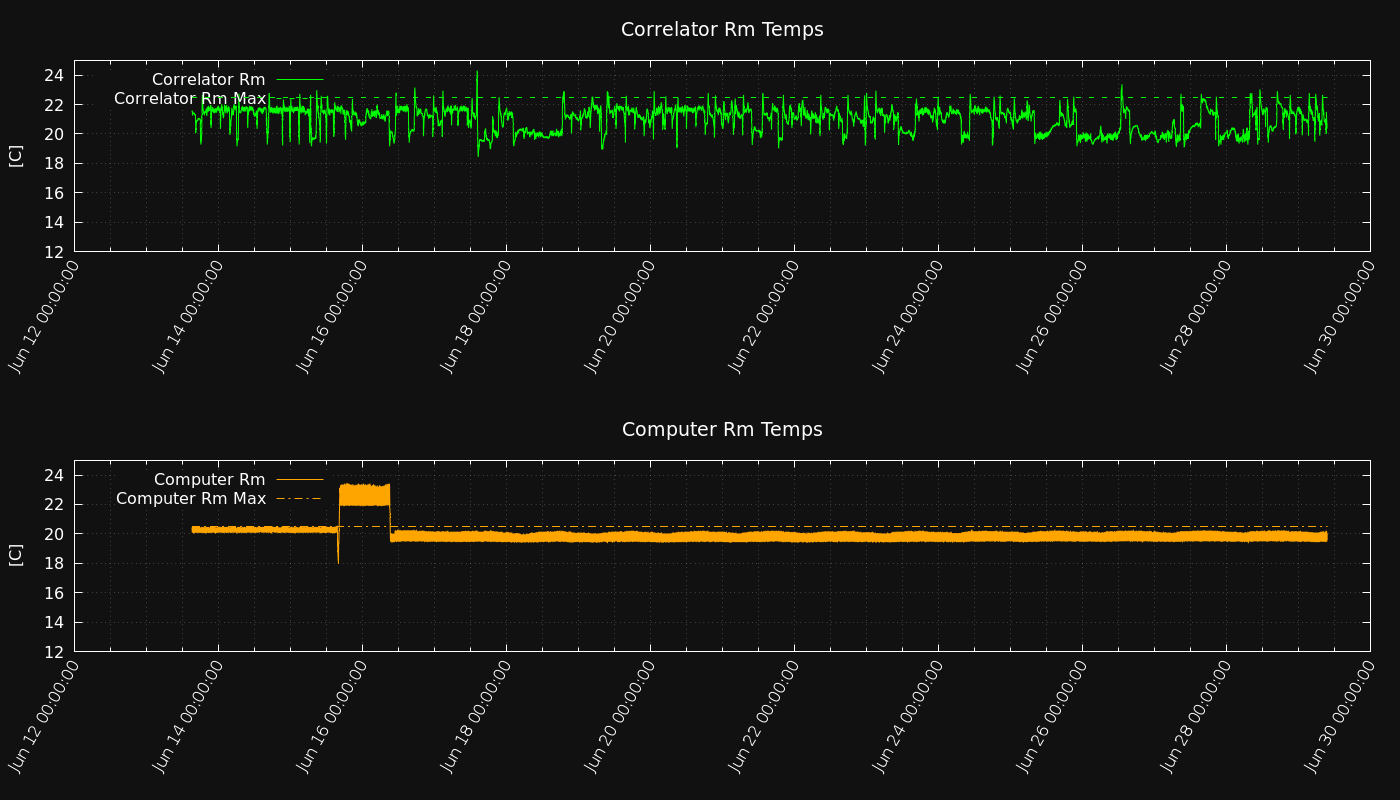 Correlator Rm Temps
Correlator Rm
Correlator Rm Max
[C]
24
22
20
18
16
14
12
Jun 12 00:00:00
Jun 14 00:00:00
Jun 16 00:00:00
Jun 18 00:00:00
Jun 20 00:00:00
Jun 22 00:00:00
Jun 24 00:00:00
Jun 26 00:00:00
Jun 28 00:00:00
Jun 30 00:00:00
Computer Rm Temps
Computer Rm
Computer Rm Max
[C]
24
22
20
18
16
14
12
Jun 12 00:00:00
Jun 14 00:00:00
Jun 16 00:00:00
Jun 18 00:00:00
Jun 20 00:00:00
Jun 22 00:00:00
Jun 24 00:00:00
Jun 26 00:00:00
Jun 28 00:00:00
Jun 30 00:00:00